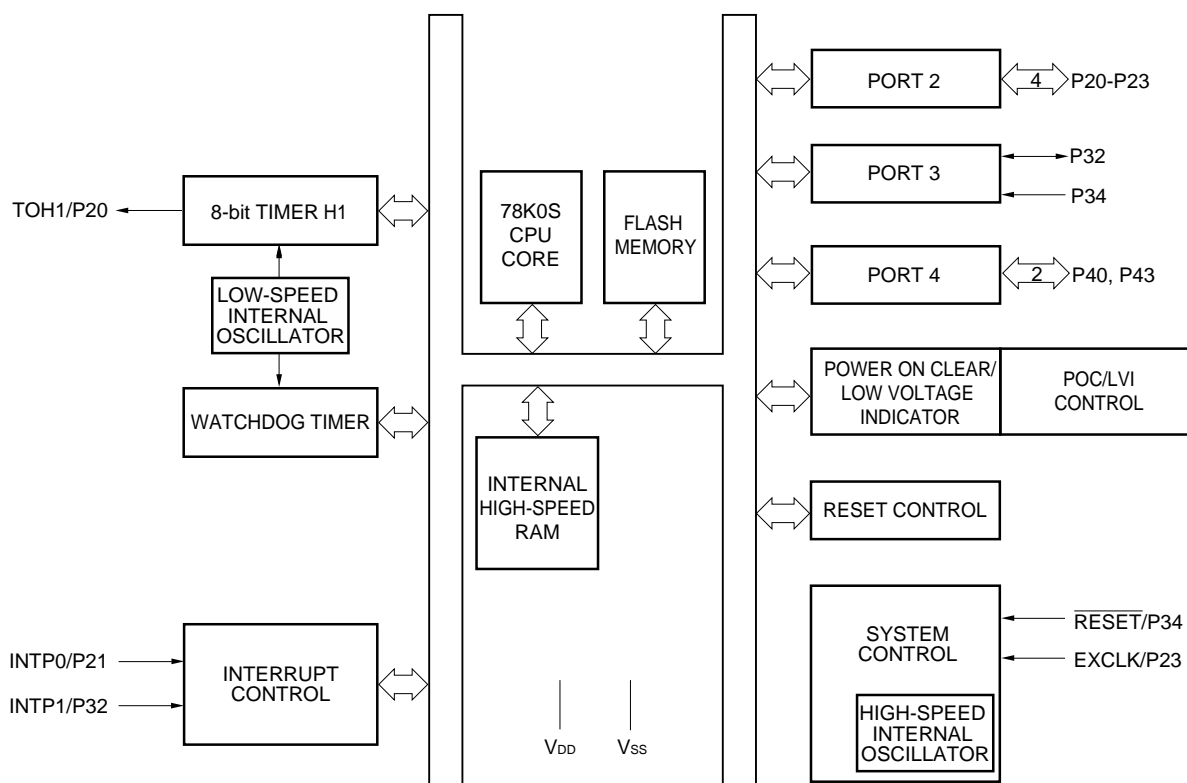 TOH1/P20
8-bit TIMER H1
LOW-SPEED
INTERNAL
OSCILLATOR
WATCHDOG TIMER
INTP0/P21
INTP1/P32
INTERRUPT
CONTROL
78K0S
CPU
CORE
FLASH
MEMORY
INTERNAL
HIGH-SPEED
RAM
VDD
VSS
PORT 2
4
P20-P23
PORT 3
P32
P34
PORT 4
2
P40, P43
POWER ON CLEAR/
LOW VOLTAGE
INDICATOR
POC/LVI
CONTROL
RESET CONTROL
SYSTEM
CONTROL
RESET/P34
EXCLK/P23
HIGH-SPEED
INTERNAL
OSCILLATOR